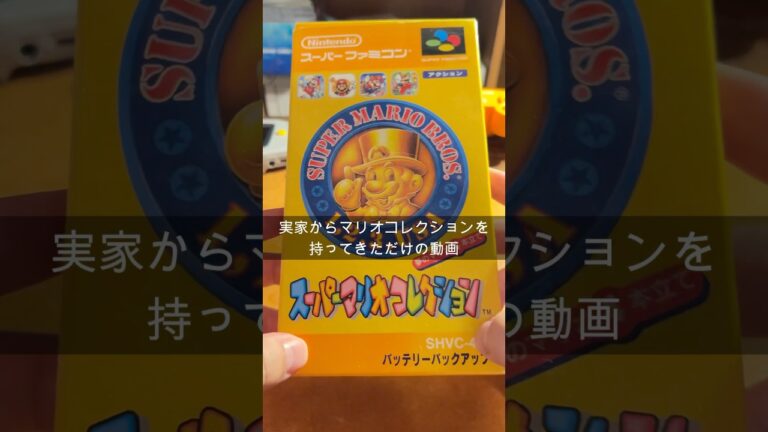 Nintendo
スーパーファミコン
SUPER FAMICOM
アクション
SUPER MARIO BROS.
実家からマリオコレクションを
持ってきただけの動画
スーパーマリオコレクション
TM
SHVC-4
バッテリーバックアップ